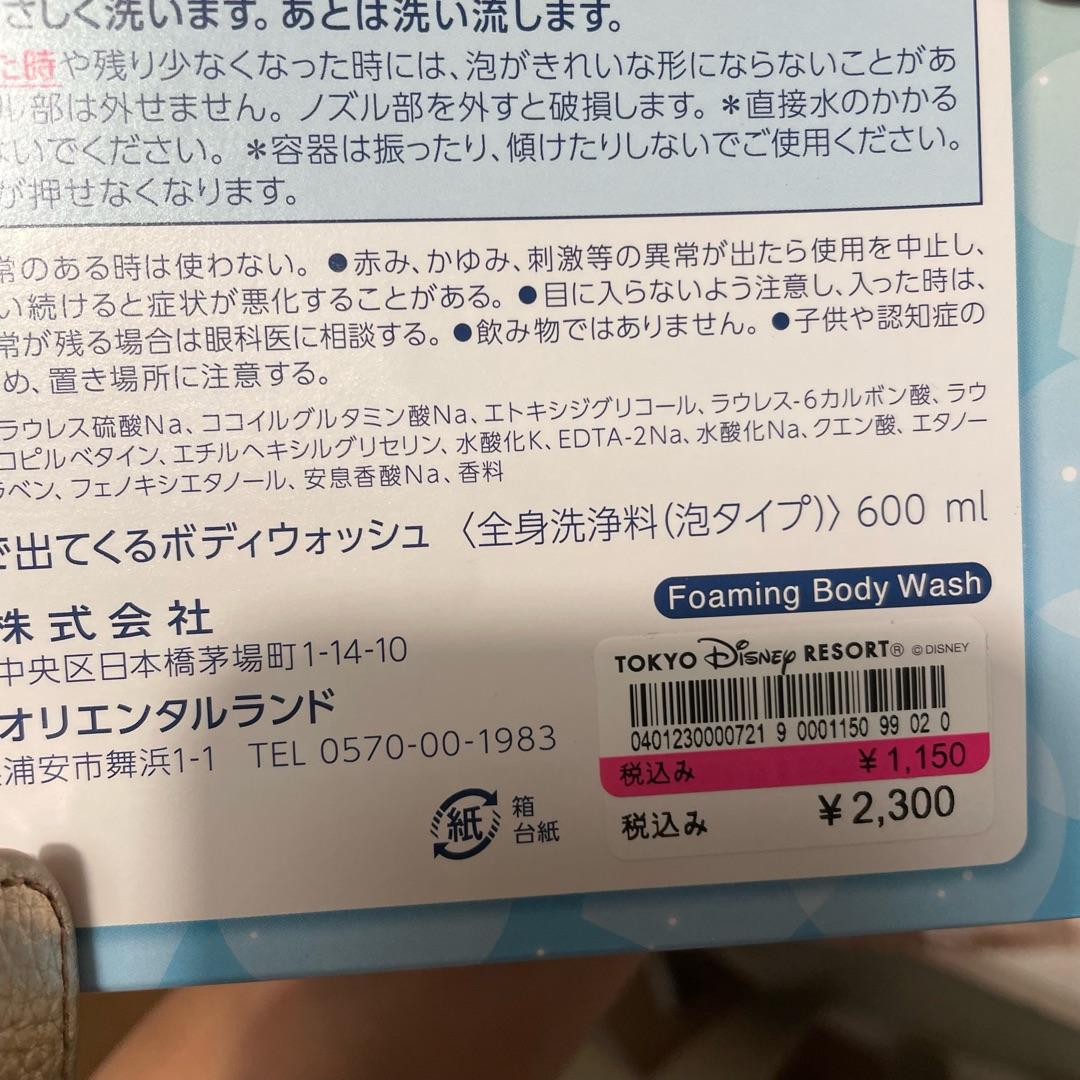 さしく洗います。あとは洗い流します。
た時や残り少なくなった時には、泡がきれいな形にならないことがあ
ル部は外せません。ノズル部を外すと破損します。＊直接水のかかる
ないでください。＊容器は振ったり、傾けたりしないでご使用ください。
が押せなくなります。
常のある時は使わない。●赤み、かゆみ、刺激等の異常が出たら使用を中止し、
い続けると症状が悪化することがある。●目に入らないよう注意し、入った時は、
常が残る場合は眼科医に相談する。●飲み物ではありません。●子供や認知症の
め、置き場所に注意する。
ラウレス硫酸Na、ココイルグルタミン酸Na、エトキシジグリコール、ラウレス-6カルボン酸、ラウ
コピルベタイン、エチルヘキシルグリセリン、水酸化K、EDTA-2Na、水酸化Na、クエン酸、エタノー
ラベン、フェノキシエタノール、安息香酸Na、香料
で出てくるボディウォッシュ〈全身洗浄料(泡タイプ)〉600 ml
Foaming Body Wash
株式会社
中央区日本橋茅場町1-14-10
オリエンタルランド
浦安市舞浜1-1 TEL 0570-00-1983
紙 箱
台紙
TOKYO Disney RESORT® ©DISNEY
0401230000721 9 0001150 99 02 0
税込み ¥1,150
税込み ¥2,300